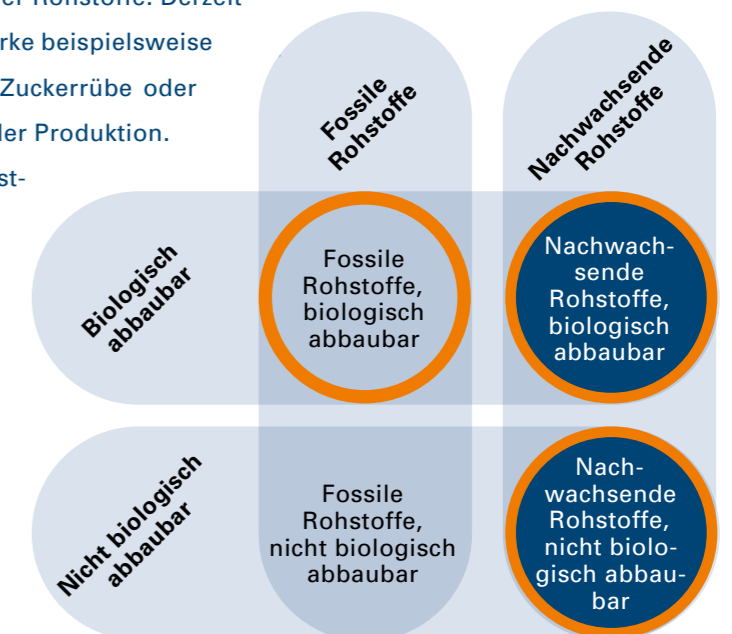 er Rohstoffe. Derzeit
rke beispielsweise
Zuckerrübe oder
der Produktion.
st-
Fossile
Rohstoffe
Nachwachsende
Rohstoffe
Biologisch
abbaubar
Fossile
Rohstoffe,
biologisch
abbaubar
Nachwach-
sende
Rohstoffe,
biologisch
abbaubar
Nicht biologisch
abbaubar
Fossile
Rohstoffe,
nicht biologisch
abbaubar
Nach-
wachsende
Rohstoffe,
nicht biolo-
gisch abbau-
bar